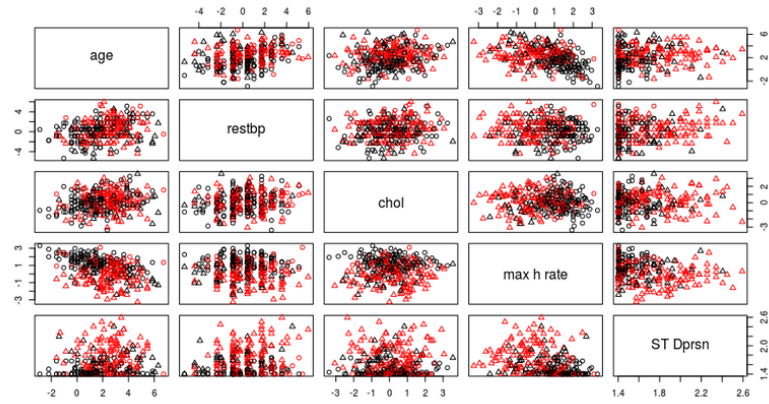 -4 -2 0 2 4 6 -3 -2 -1 0 1 2 3
age 6 2 -2
4 0 -4 restbp
chol 2 0 -3
3 1 -1 -3 max h rate
ST Dprsn 2.6 2.0 1.4
-2 0 2 4 6 -3 -2 -1 0 1 2 3 1.4 1.8 2.2 2.6